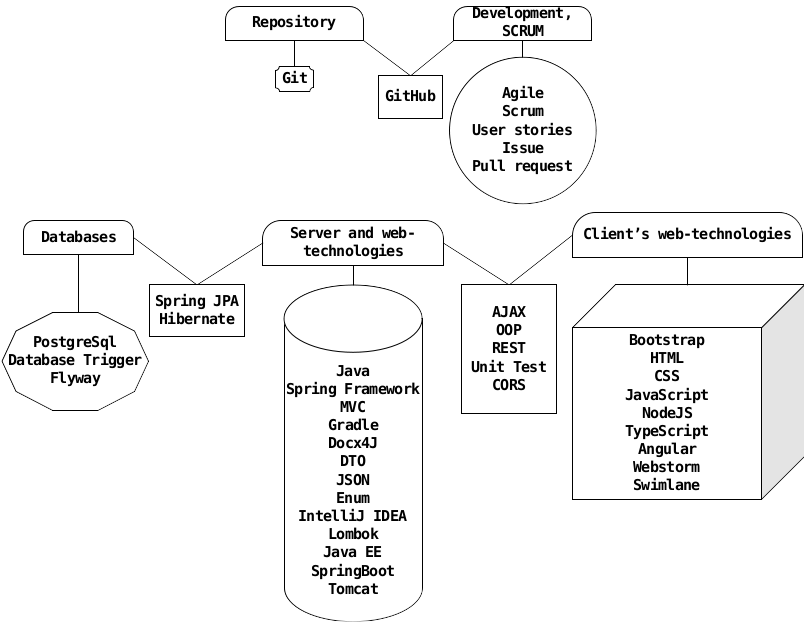 Repository
Development,
SCRUM
Git
GitHub
Agile
Scrum
User stories
Issue
Pull request
Databases
Server and web-
technologies
Client’s web-technologies
Spring JPA
Hibernate
PostgreSql
Database Trigger
Flyway
Java
Spring Framework
MVC
Gradle
Docx4J
DTO
JSON
Enum
IntelliJ IDEA
Lombok
Java EE
SpringBoot
Tomcat
AJAX
OOP
REST
Unit Test
CORS
Bootstrap
HTML
CSS
JavaScript
NodeJS
TypeScript
Angular
Webstorm
Swimlane